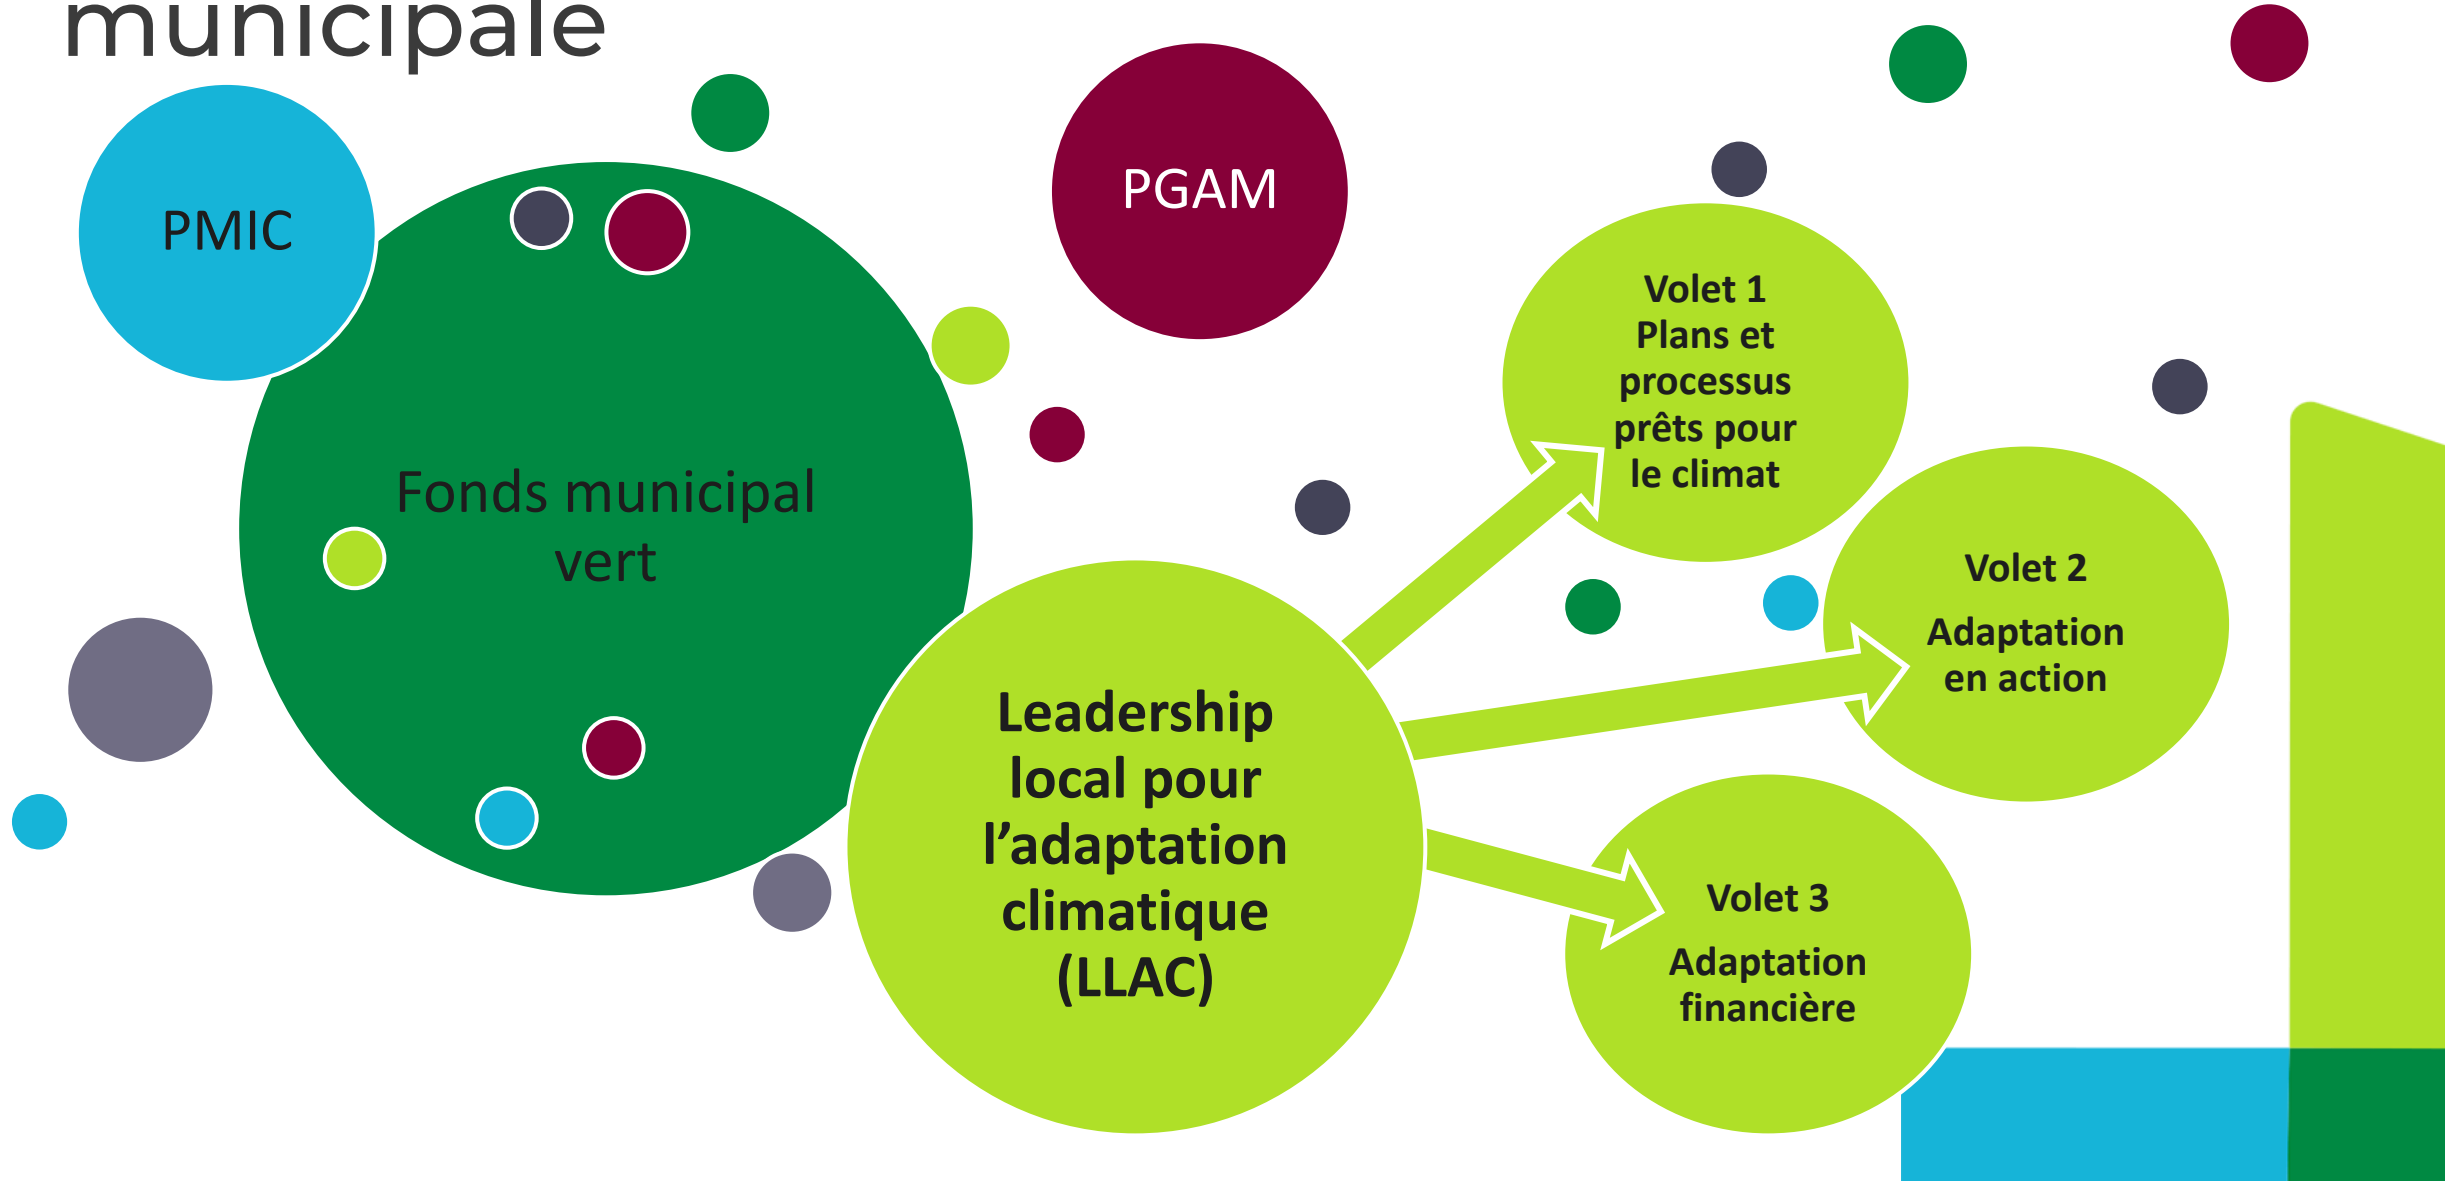 municipale
PMIC
PGAM
Fonds municipal
vert
Leadership
local pour
l’adaptation
climatique
(LLAC)
Volet 1
Plans et
processus
prêts pour
le climat
Volet 2
Adaptation
en action
Volet 3
Adaptation
financière